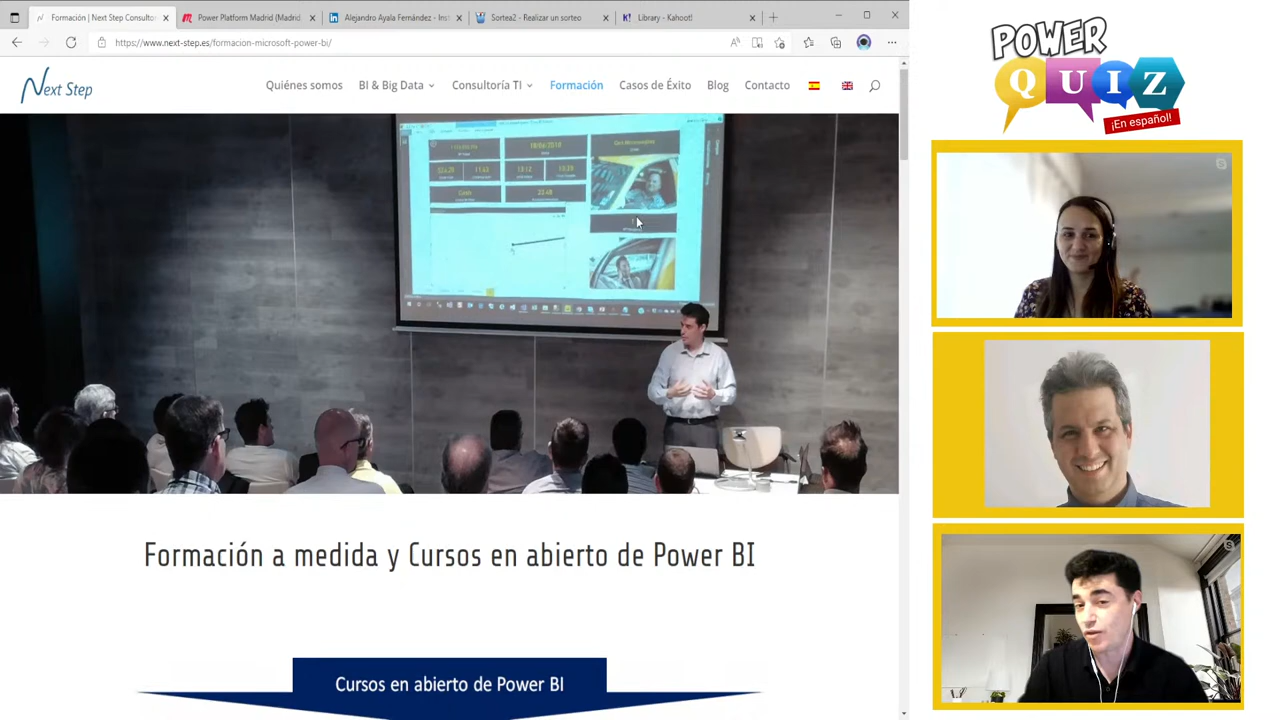 Formación | Next Step Consultor
Power Platform Madrid (Madrid
Alejandro Ayala Fernández - Ins
Sortea2 - Realizar un sorteo
Library - Kahoot!
https://www.next-step.es/formacion-microsoft-power-bi/
Next Step
Quiénes somos
BI & Big Data
Consultoría TI
Formación
Casos de Éxito
Blog
Contacto
Formación a medida y Cursos en abierto de Power BI
Cursos en abierto de Power BI
POWER
QUIZ
¡En español!